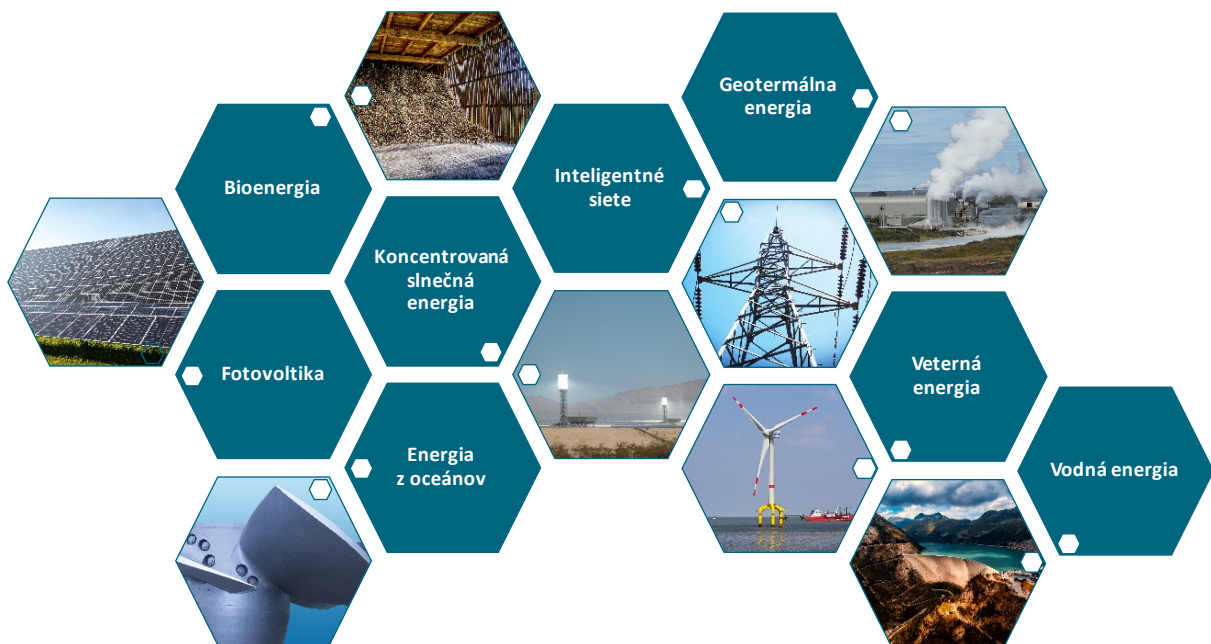 Geotermálna
energia
Bioenergia
Inteligentné
siete
Koncentrovaná
slnečná
energia
Fotovoltika
Veterná
energia
Energia
z oceánov
Vodná energia